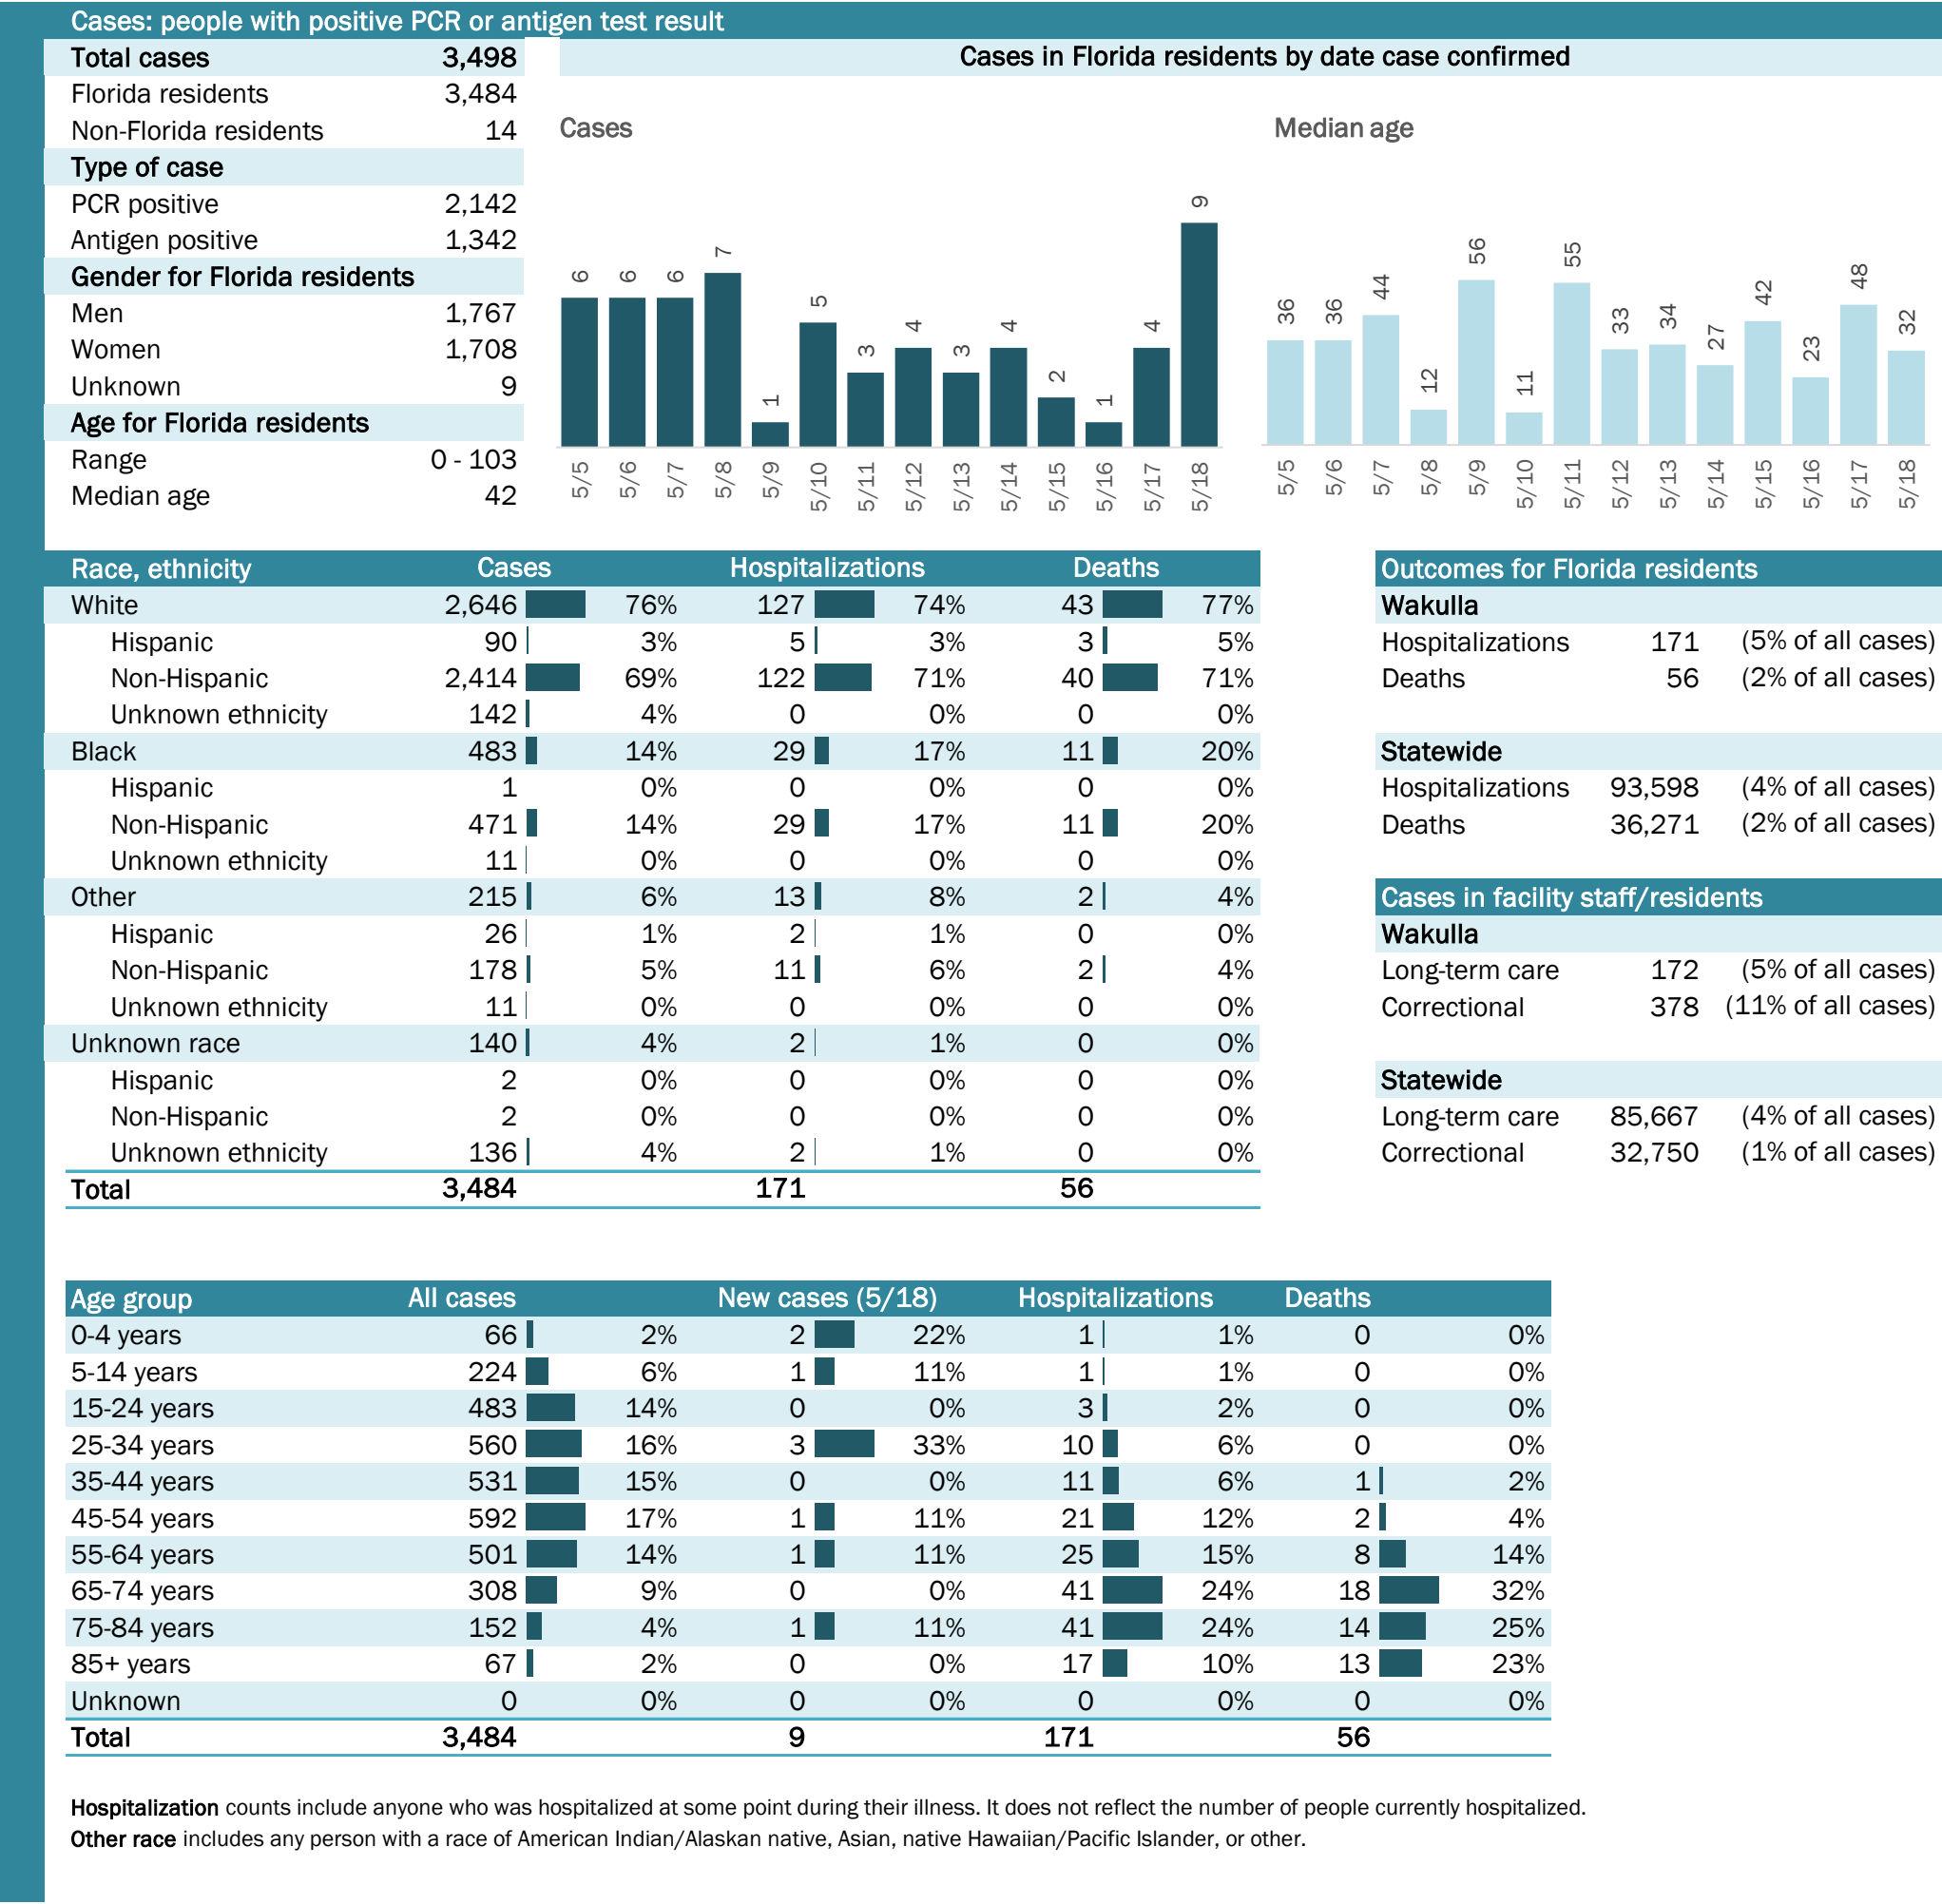 Cases: people with positive PCR or antigen test result
Total cases 3,498
Florida residents 3,484
Non-Florida residents 14
Type of case
PCR positive 2,142
Antigen positive 1,342
Gender for Florida residents
Men 1,767
Women 1,708
Unknown 9
Age for Florida residents
Range 0 - 103
Median age 42
Cases in Florida residents by date case confirmed
Cases
6 6 6 7 1 5 3 4 3 4 2 1 4 9
5/5 5/6 5/7 5/8 5/9 5/10 5/11 5/12 5/13 5/14 5/15 5/16 5/17 5/18
Median age
36 36 44 12 56 11 55 33 34 27 42 23 48 32
5/5 5/6 5/7 5/8 5/9 5/10 5/11 5/12 5/13 5/14 5/15 5/16 5/17 5/18
Race, ethnicity Cases Hospitalizations Deaths
White 2,646 76% 127 74% 43 77%
Hispanic 90 3% 5 3% 3 5%
Non-Hispanic 2,414 69% 122 71% 40 71%
Unknown ethnicity 142 4% 0 0% 0 0%
Black 483 14% 29 17% 11 20%
Hispanic 1 0% 0 0% 0 0%
Non-Hispanic 471 14% 29 17% 11 20%
Unknown ethnicity 11 0% 0 0% 0 0%
Other 215 6% 13 8% 2 4%
Hispanic 26 1% 2 1% 0 0%
Non-Hispanic 178 5% 11 6% 2 4%
Unknown ethnicity 11 0% 0 0% 0 0%
Unknown race 140 4% 2 1% 0 0%
Hispanic 2 0% 0 0% 0 0%
Non-Hispanic 2 0% 0 0% 0 0%
Unknown ethnicity 136 4% 2 1% 0 0%
Total 3,484 171 56
Outcomes for Florida residents
Wakulla
Hospitalizations 171 (5% of all cases)
Deaths 56 (2% of all cases)
Statewide
Hospitalizations 93,598 (4% of all cases)
Deaths 36,271 (2% of all cases)
Cases in facility staff/residents
Wakulla
Long-term care 172 (5% of all cases)
Correctional 378 (11% of all cases)
Statewide
Long-term care 85,667 (4% of all cases)
Correctional 32,750 (1% of all cases)
Age group All cases New cases (5/18) Hospitalizations Deaths
0-4 years 66 2% 2 22% 1 1% 0 0%
5-14 years 224 6% 1 11% 1 1% 0 0%
15-24 years 483 14% 0 0% 3 2% 0 0%
25-34 years 560 16% 3 33% 10 6% 0 0%
35-44 years 531 15% 0 0% 11 6% 1 2%
45-54 years 592 17% 1 11% 21 12% 2 4%
55-64 years 501 14% 1 11% 25 15% 8 14%
65-74 years 308 9% 0 0% 41 24% 18 32%
75-84 years 152 4% 1 11% 41 24% 14 25%
85+ years 67 2% 0 0% 17 10% 13 23%
Unknown 0 0% 0 0% 0 0% 0 0%
Total 3,484 9 171 56
Hospitalization counts include anyone who was hospitalized at some point during their illness. It does not reflect the number of people currently hospitalized.
Other race includes any person with a race of American Indian/Alaskan native, Asian, native Hawaiian/Pacific Islander, or other.